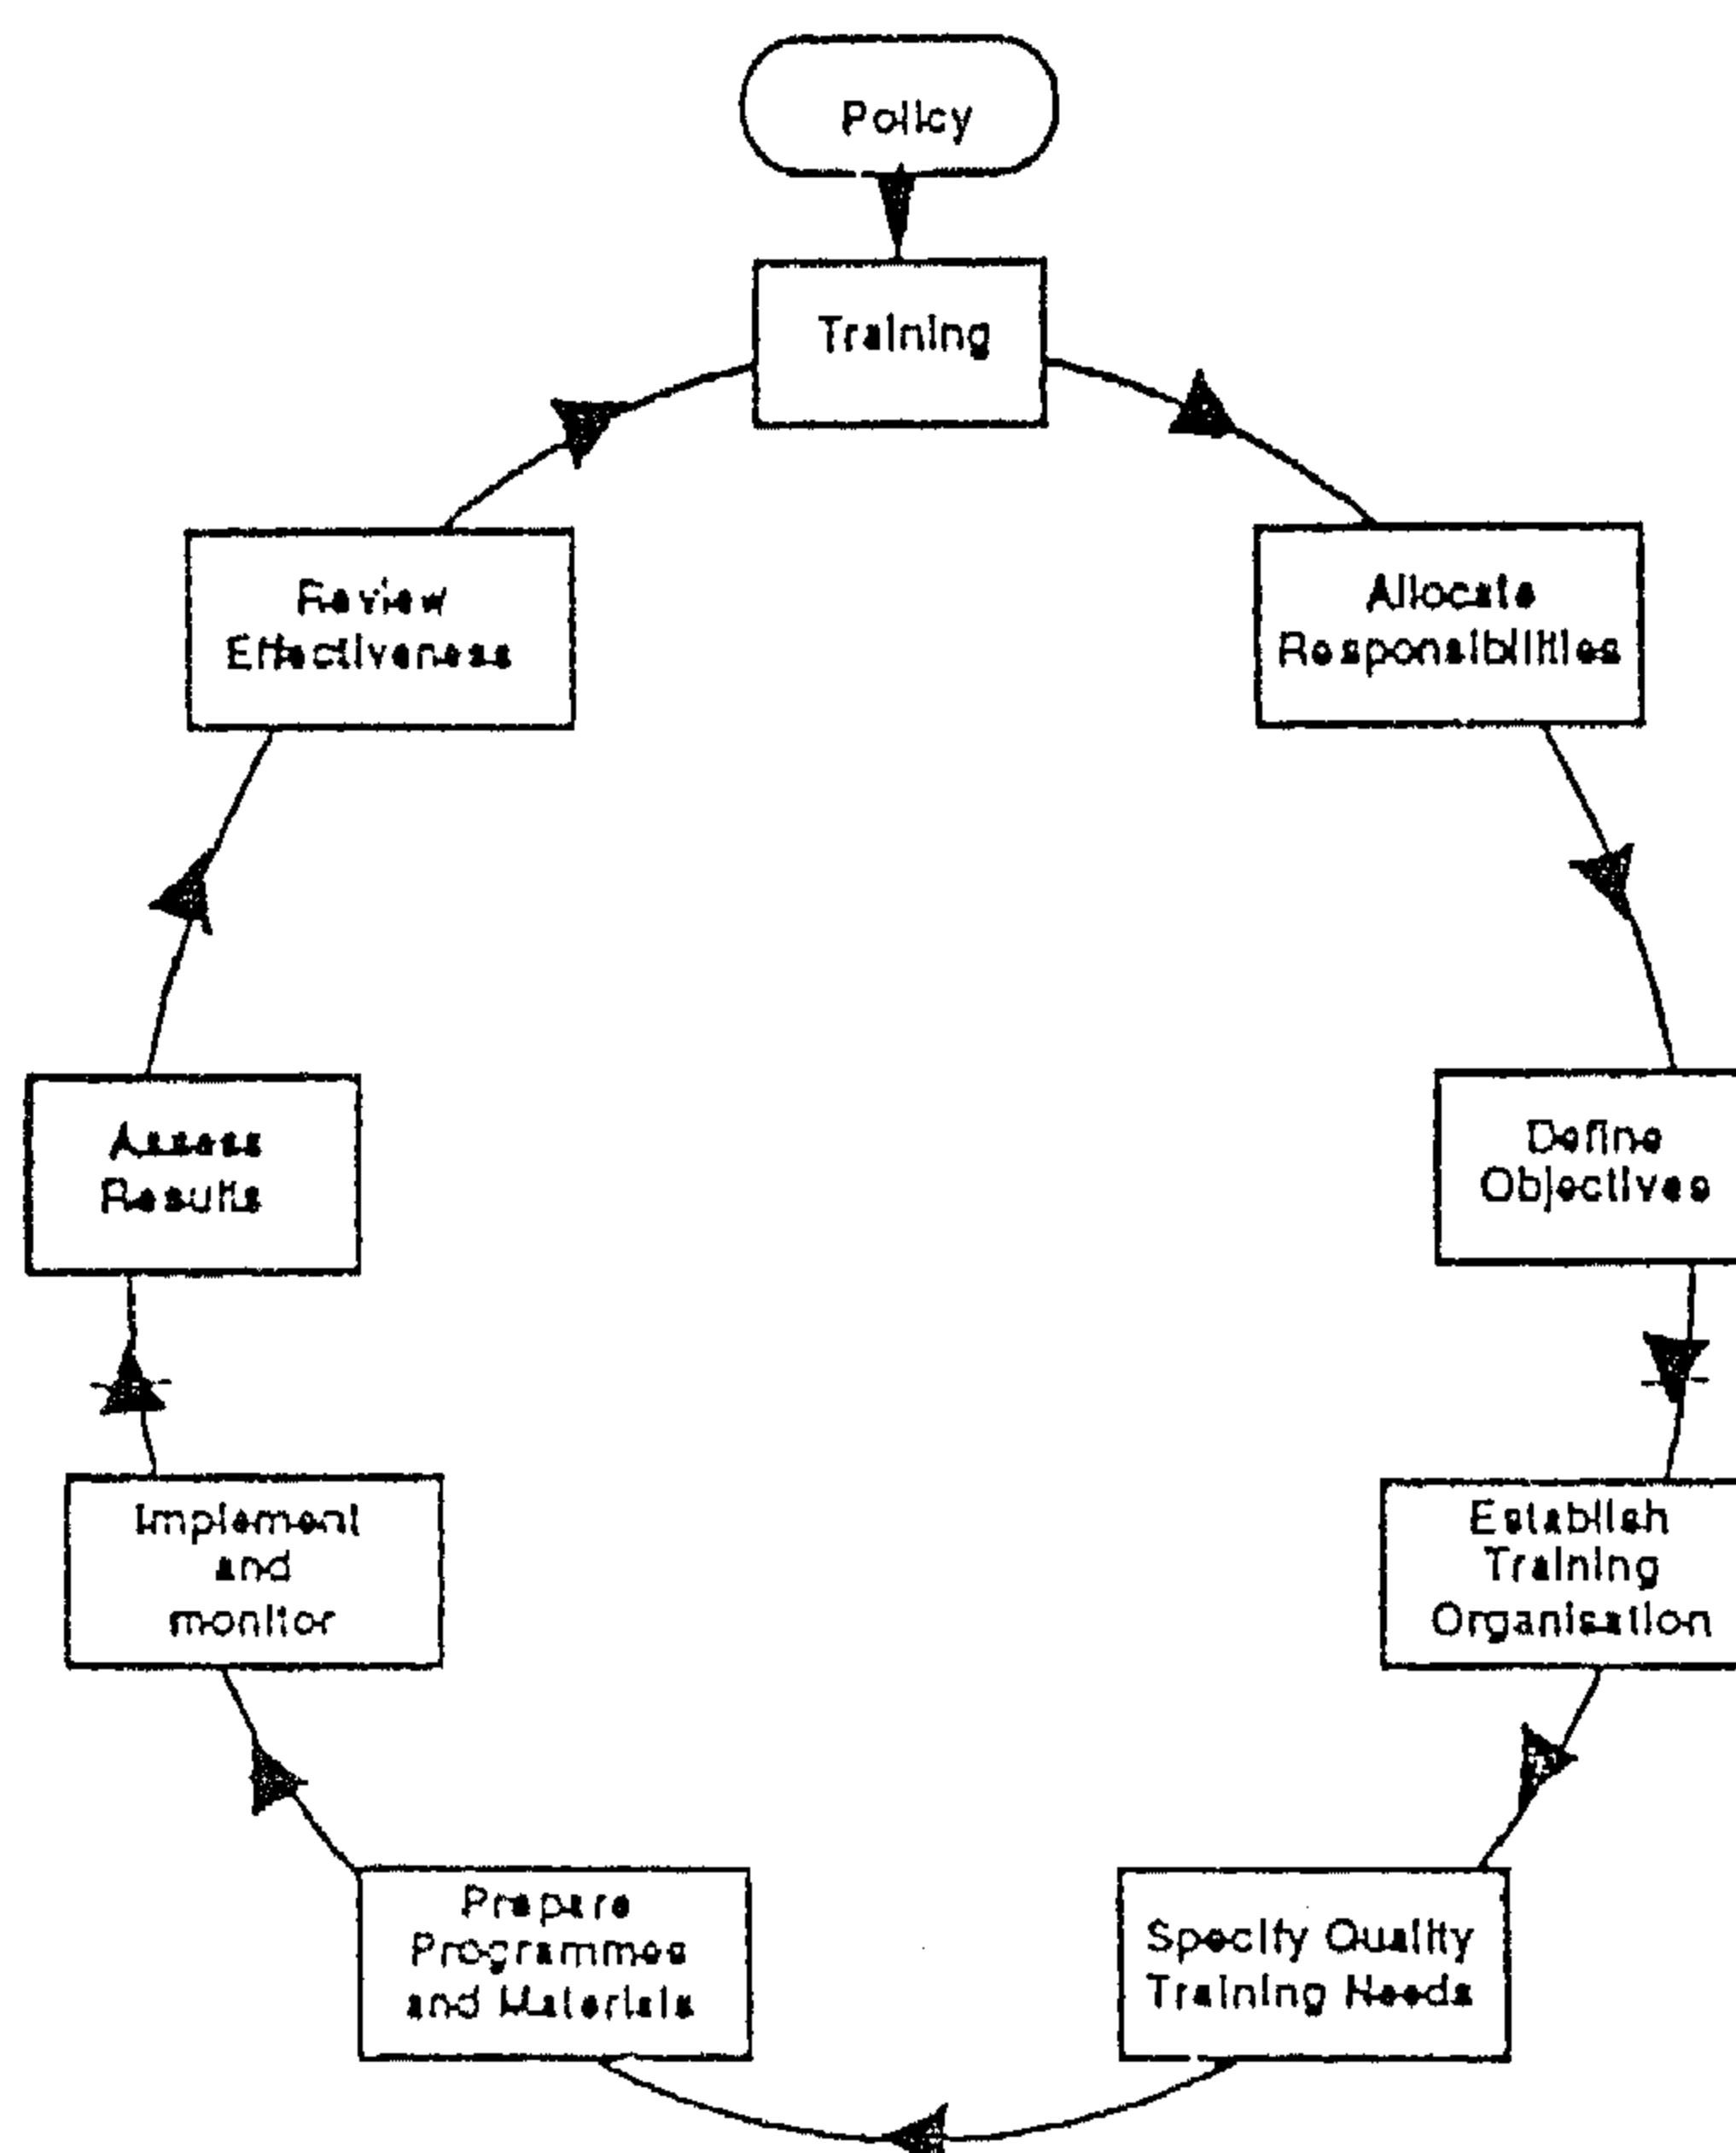 Policy
Training
Allocate
Responsibilities
Define
Objectives
Establish
Training
Organisation
Specify Quality
Training Needs
Prepare
Programmes
and Materials
Implement
and
monitor
Assess
Results
Review
Effectiveness